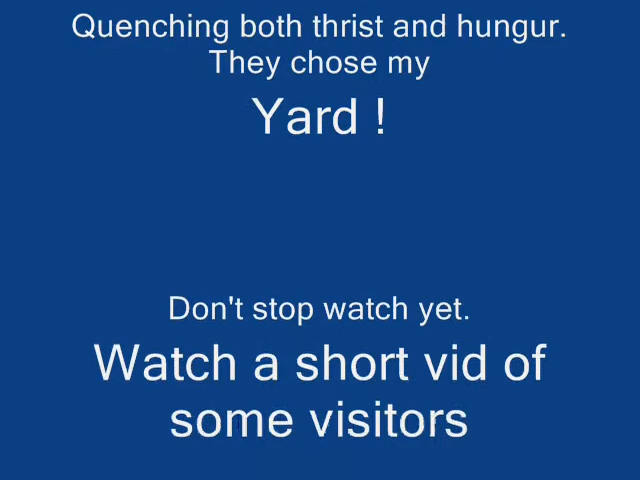 Quenching both thrist and hungur.
They chose my
Yard !
Don't stop watch yet.
Watch a short vid of
some visitors